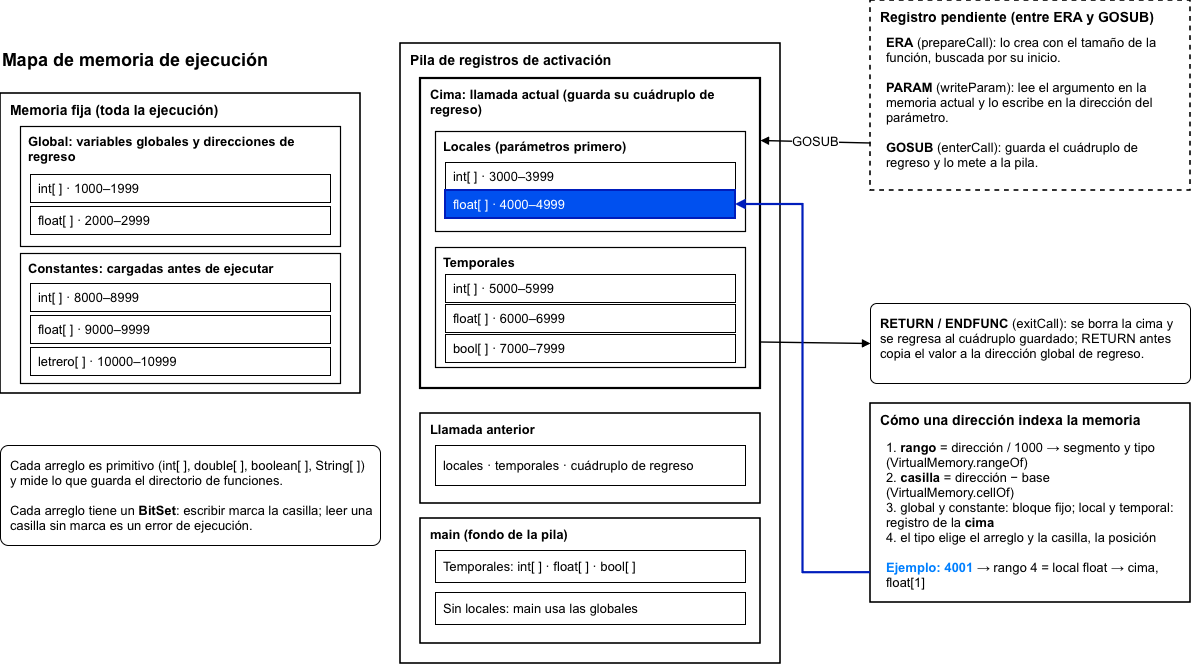 Mapa de memoria de ejecución
Memoria fija (toda la ejecución)
Global: variables globales y direcciones de
regreso
int[ ] · 1000–1999
float[ ] · 2000–2999
Constantes: cargadas antes de ejecutar
int[ ] · 8000–8999
float[ ] · 9000–9999
letrero[ ] · 10000–10999
Cada arreglo es primitivo (int[ ], double[ ], boolean[ ], String[ ])
y mide lo que guarda el directorio de funciones.
Cada arreglo tiene un BitSet: escribir marca la casilla; leer una
casilla sin marca es un error de ejecución.
Pila de registros de activación
Cima: llamada actual (guarda su cuádruplo de
regreso)
Locales (parámetros primero)
int[ ] · 3000–3999
float[ ] · 4000–4999
Temporales
int[ ] · 5000–5999
float[ ] · 6000–6999
bool[ ] · 7000–7999
Llamada anterior
locales · temporales · cuádruplo de regreso
main (fondo de la pila)
Temporales: int[ ] · float[ ] · bool[ ]
Sin locales: main usa las globales
GOSUB
Registro pendiente (entre ERA y GOSUB)
ERA (prepareCall): lo crea con el tamaño de la
función, buscada por su inicio.
PARAM (writeParam): lee el argumento en la
memoria actual y lo escribe en la dirección del
parámetro.
GOSUB (enterCall): guarda el cuádruplo de
regreso y lo mete a la pila.
RETURN / ENDFUNC (exitCall): se borra la cima y
se regresa al cuádruplo guardado; RETURN antes
copia el valor a la dirección global de regreso.
Cómo una dirección indexa la memoria
1. rango = dirección / 1000 → segmento y tipo
(VirtualMemory.rangeOf)
2. casilla = dirección − base
(VirtualMemory.cellOf)
3. global y constante: bloque fijo; local y temporal:
registro de la cima
4. el tipo elige el arreglo y la casilla, la posición
Ejemplo: 4001 → rango 4 = local float → cima,
float[1]